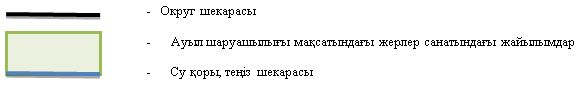 - Округ шекарасы
- Ауыл шаруашылығы мақсатындағы жерлер санатындағы жайылымдар
- Су қоры, теңіз шекарасы